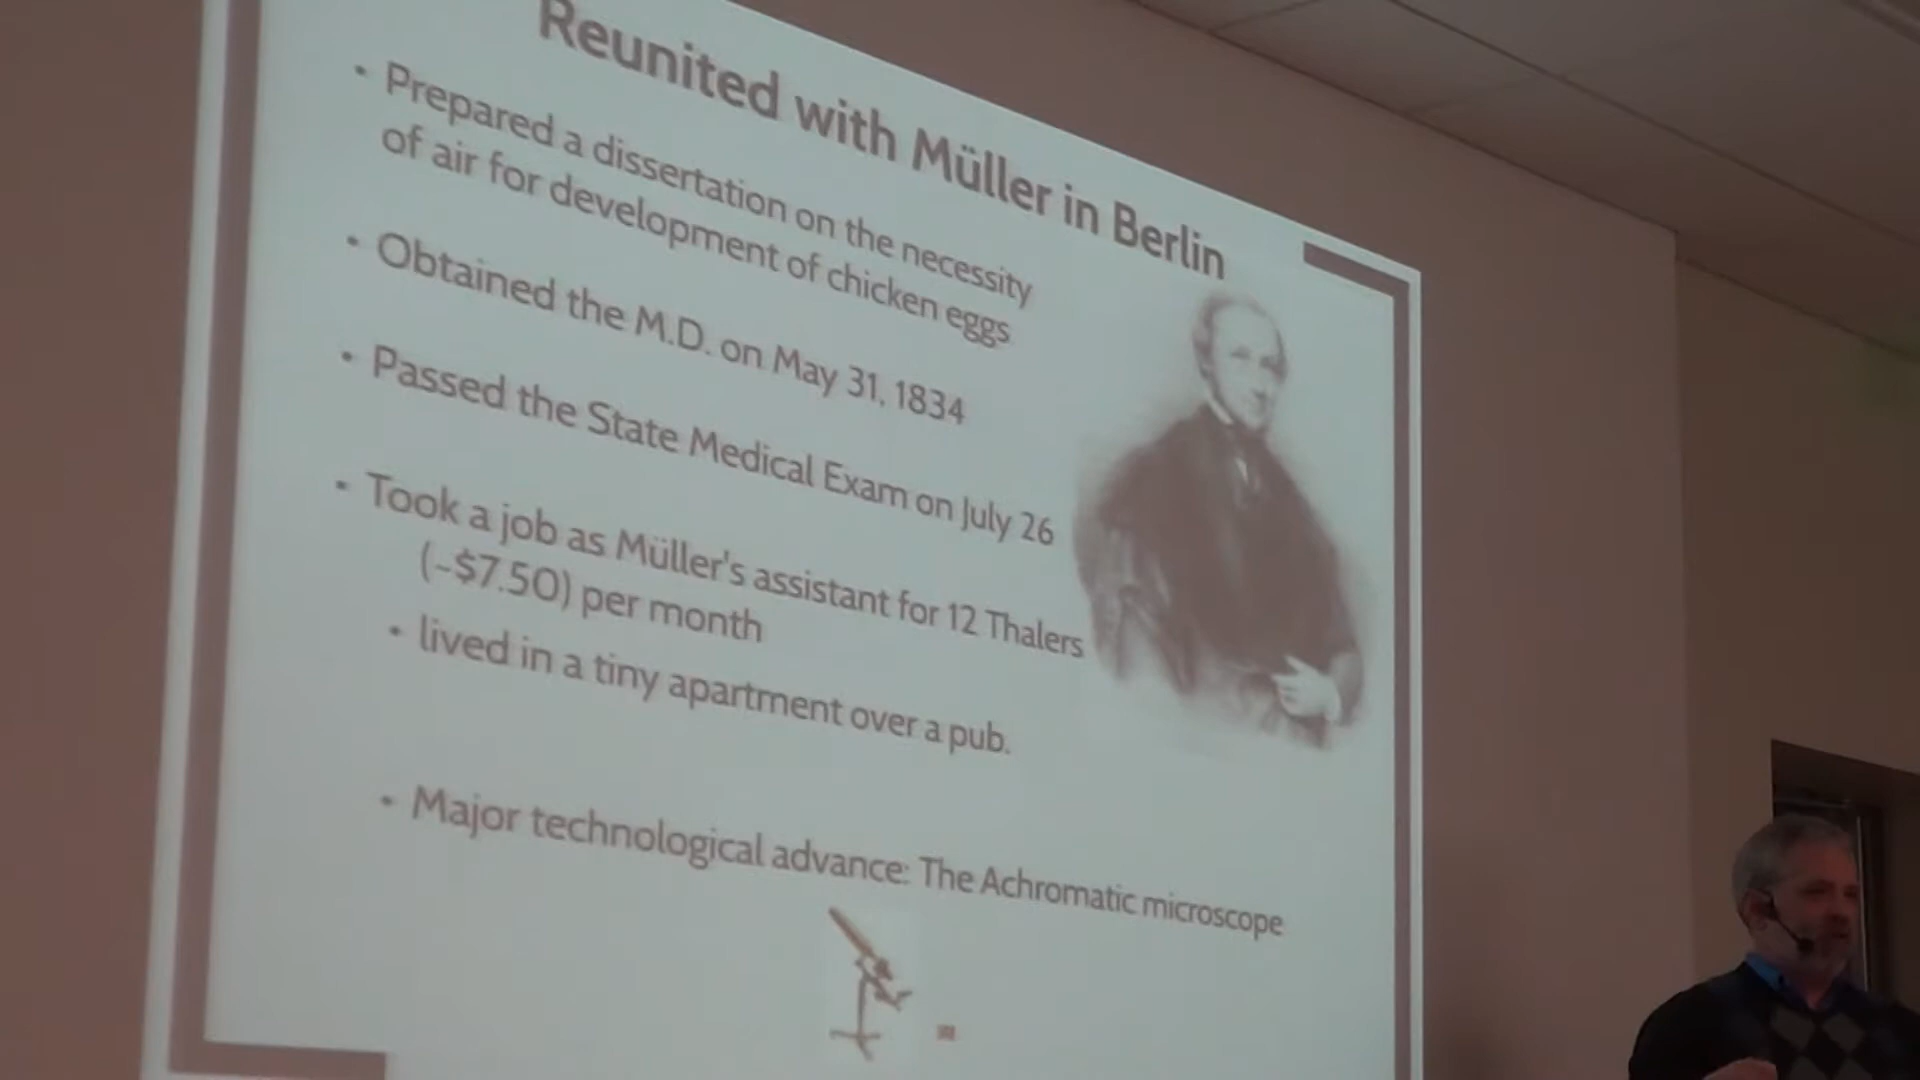 Reunited with Müller in Berlin
• Prepared a dissertation on the necessity
of air for development of chicken eggs
• Obtained the M.D. on May 31, 1834
• Passed the State Medical Exam on July 26
• Took a job as Müller's assistant for 12 Thalers
(~$7.50) per month
• lived in a tiny apartment over a pub.
• Major technological advance: The Achromatic microscope